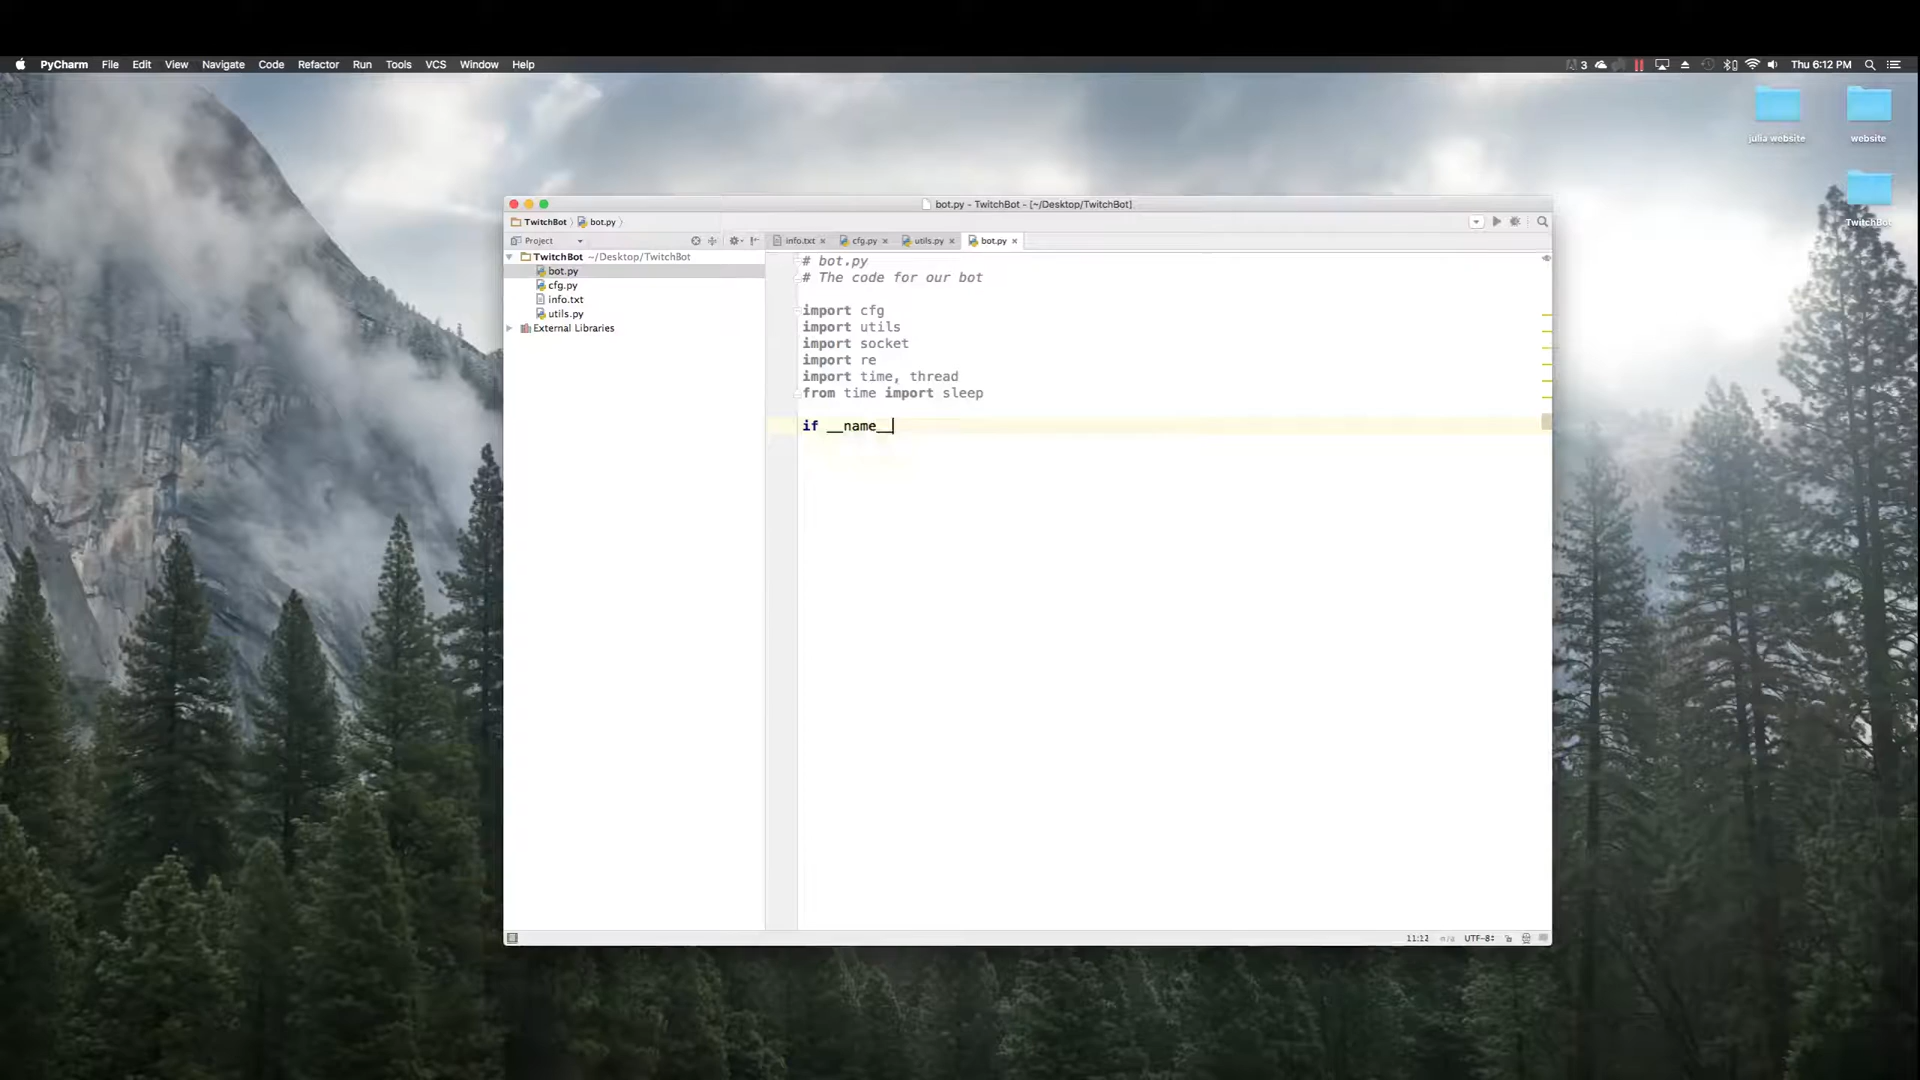 PyCharm File Edit View Navigate Code Refactor Run Tools VCS Window Help
3 Thu 6:12 PM
julia website
website
TwitchBot
bot.py - TwitchBot - [~/Desktop/TwitchBot]
TwitchBot bot.py
Project
info.txt cfg.py utils.py bot.py
TwitchBot ~/Desktop/TwitchBot
bot.py
cfg.py
info.txt
utils.py
External Libraries
# bot.py
# The code for our bot
import cfg
import utils
import socket
import re
import time, thread
from time import sleep
if __name__
11:12 n/a UTF-8